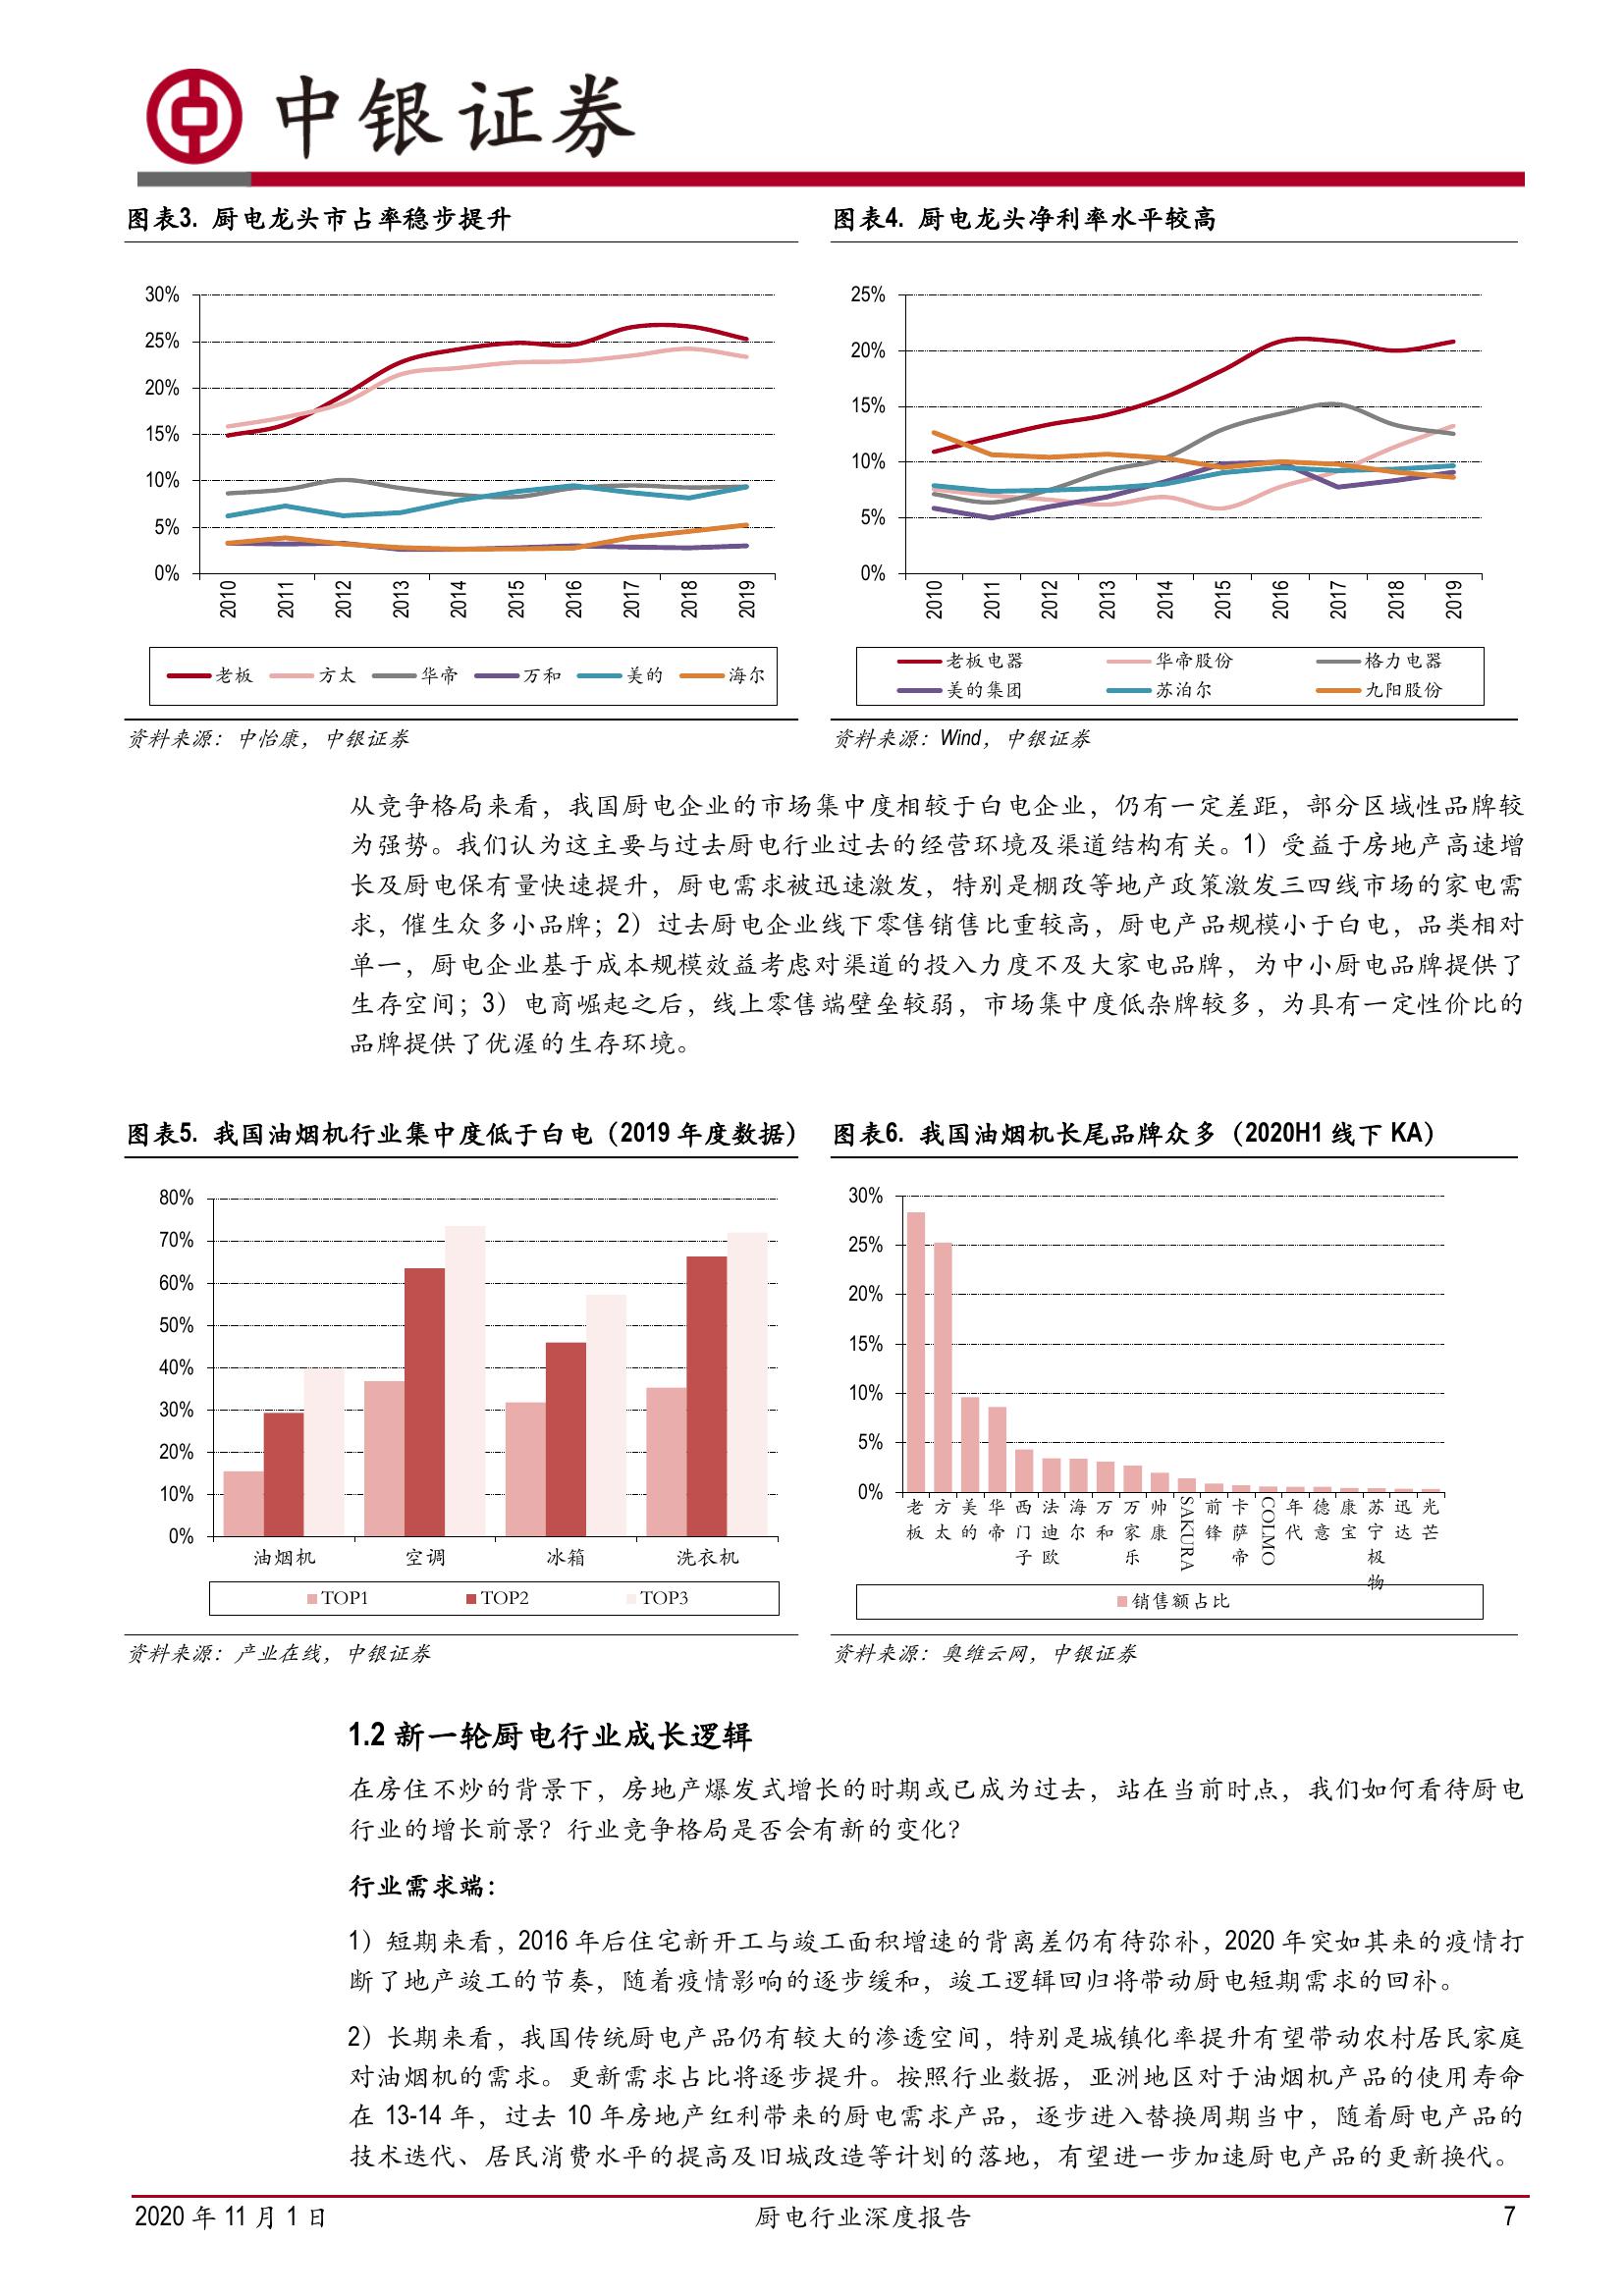 中银证券
图表3. 厨电龙头市占率稳步提升
30%
25%
20%
15%
10%
5%
0%
2010
2011
2012
2013
2014
2015
2016
2017
2018
2019
老板 方太 华帝 万和 美的 海尔
资料来源：中怡康，中银证券
图表4. 厨电龙头净利率水平较高
25%
20%
15%
10%
5%
0%
2010
2011
2012
2013
2014
2015
2016
2017
2018
2019
老板电器 华帝股份 格力电器
美的集团 苏泊尔 九阳股份
资料来源：Wind，中银证券
从竞争格局来看，我国厨电企业的市场集中度相较于白电企业，仍有一定差距，部分区域性品牌较
为强势。我们认为这主要与过去厨电行业过去的经营环境及渠道结构有关。1）受益于房地产高速增
长及厨电保有量快速提升，厨电需求被迅速激发，特别是棚改等地产政策激发三四线市场的家电需
求，催生众多小品牌；2）过去厨电企业线下零售销售比重较高，厨电产品规模小于白电，品类相对
单一，厨电企业基于成本规模效益考虑对渠道的投入力度不及大家电品牌，为中小厨电品牌提供了
生存空间；3）电商崛起之后，线上零售端壁垒较弱，市场集中度低杂牌较多，为具有一定性价比的
品牌提供了优渥的生存环境。
图表5. 我国油烟机行业集中度低于白电（2019 年度数据）
80%
70%
60%
50%
40%
30%
20%
10%
0%
油烟机 空调 冰箱 洗衣机
TOP1 TOP2 TOP3
资料来源：产业在线，中银证券
图表6. 我国油烟机长尾品牌众多（2020H1 线下 KA）
30%
25%
20%
15%
10%
5%
0%
老板
方太
美的
华帝
西门子
法迪欧
海尔
万和
万家乐
帅康
SAKURA
前锋
卡萨帝
COLMO
年代
德意
康宝
苏宁极物
迅达
光芒
销售额占比
资料来源：奥维云网，中银证券
1.2 新一轮厨电行业成长逻辑
在房住不炒的背景下，房地产爆发式增长的时期或已成为过去，站在当前时点，我们如何看待厨电
行业的增长前景？行业竞争格局是否会有新的变化？
行业需求端：
1）短期来看，2016 年后住宅新开工与竣工面积增速的背离差仍有待弥补，2020 年突如其来的疫情打
断了地产竣工的节奏，随着疫情影响的逐步缓和，竣工逻辑回归将带动厨电短期需求的回补。
2）长期来看，我国传统厨电产品仍有较大的渗透空间，特别是城镇化率提升有望带动农村居民家庭
对油烟机的需求。更新需求占比将逐步提升。按照行业数据，亚洲地区对于油烟机产品的使用寿命
在 13-14 年，过去 10 年房地产红利带来的厨电需求产品，逐步进入替换周期当中，随着厨电产品的
技术迭代、居民消费水平的提高及旧城改造等计划的落地，有望进一步加速厨电产品的更新换代。
2020 年 11 月 1 日 厨电行业深度报告 7